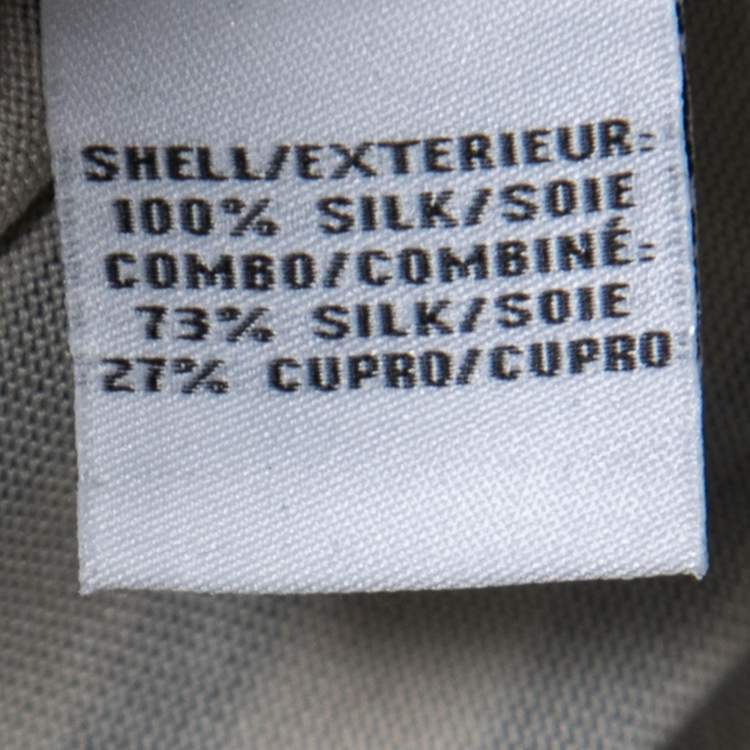 SHELL/EXTERIEUR:
100% SILK/SOIE
COMBO/COMBINÉ:
73% SILK/SOIE
27% CUPRO/CUPRO